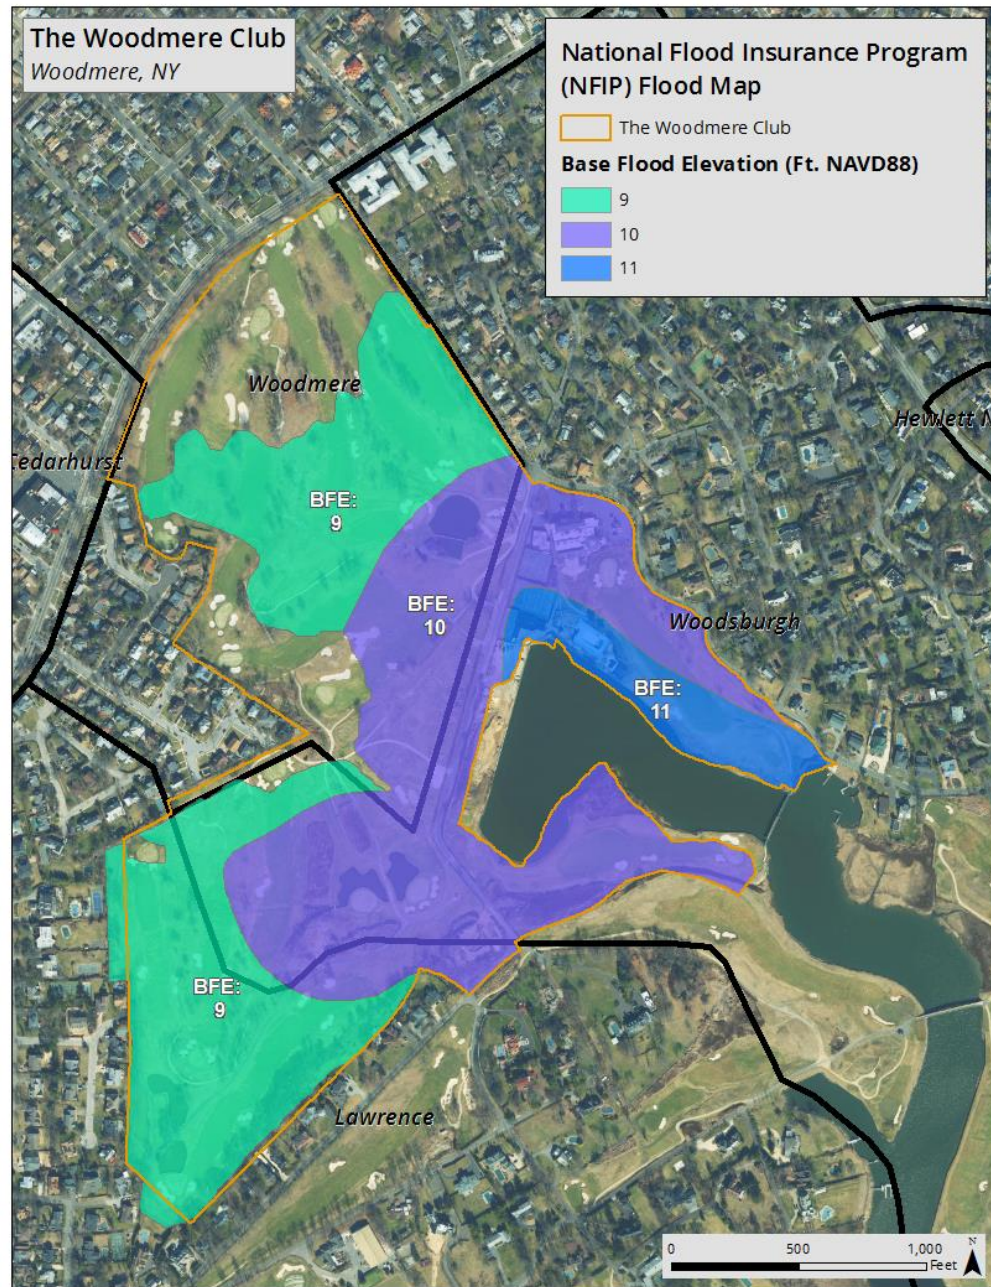 The Woodmere Club
Woodmere, NY
National Flood Insurance Program
(NFIP) Flood Map
The Woodmere Club
Base Flood Elevation (Ft. NAVD88)
9
10
11
Woodmere
Hewlett N
Cedarhurst
BFE:
9
BFE:
10
Woodsburgh
BFE:
11
BFE:
9
Lawrence
0 500 1,000
Feet
N